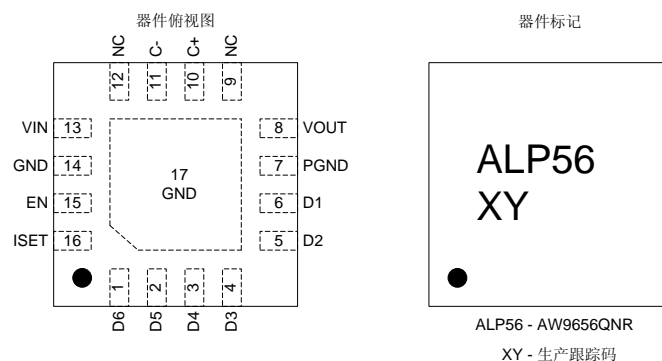 器件俯视图
器件标记
NC C- C+ NC
12 11 10 9
VIN 13 8 VOUT
GND 14 7 PGND
17
GND
EN 15 6 D1
ISET 16 5 D2
1 2 3 4
D6 D5 D4 D3
ALP56
XY
ALP56 - AW9656QNR
XY - 生产跟踪码